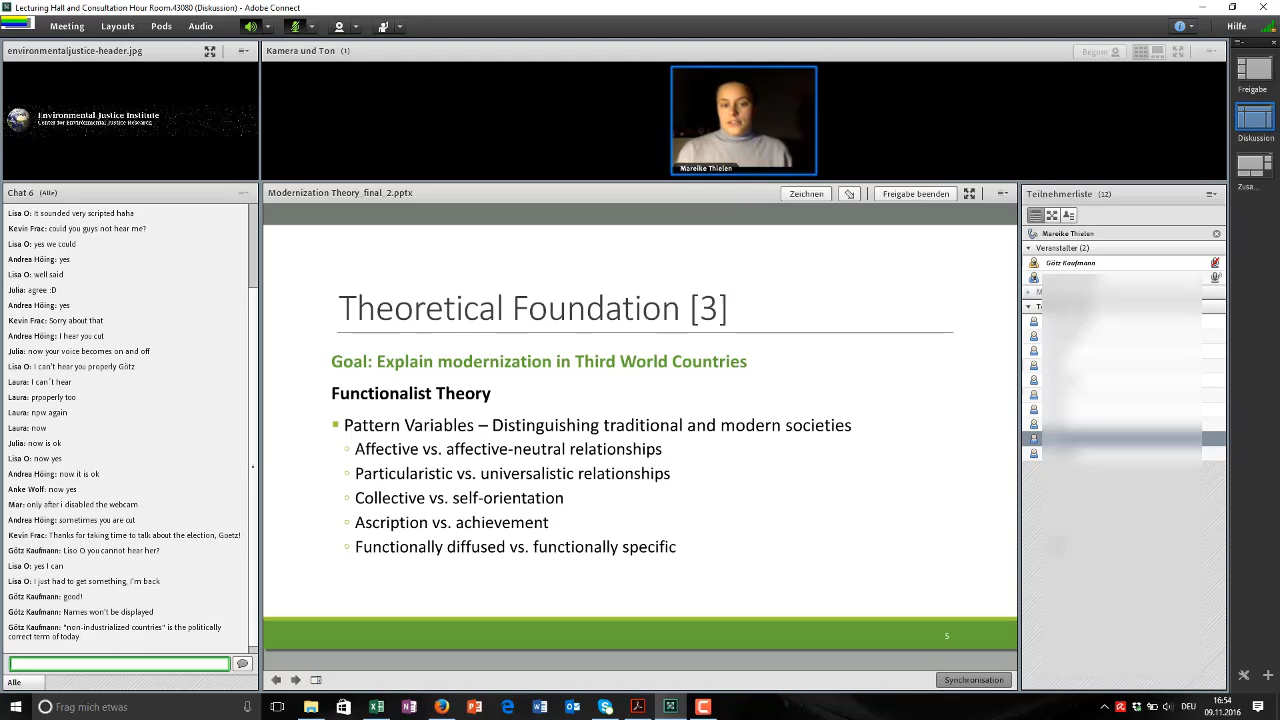 Lecturing Hall and Consultation Hour Room.43080 (Diskussion) - Adobe Connect
Meeting Layouts Pods Audio
Hilfe
environmentaljustice-header.jpg
Environmental Justice Institute
Center for Environmental Justice Research
Kamera und Ton (1)
Beginn
Mareike Thielen
Freigabe
Diskussion
Zusa...
Chat 6 (Alle)
Lisa O: It sounded very scripted haha
Kevin Frac: could you guys not hear me?
Lisa O: yes we could
Andrea Höing: yes
Lisa O: well said
Julia: agree :D
Andrea Höing: yes
Kevin Frac: Sorry about that
Andrea Höing: I hear you cut
Julia: now your voice becomes on and off
Lisa O: I can't hear you properly Götz
Laura: I can´t hear
Laura: prpoperly too
Laura: npw again
Laura: now
Julia: now is ok
Lisa O: now yes
Andrea Höing: now it is ok
Anke Wolf: now yes
Mar: only after i disabled the webcam
Andrea Höing: sometimes you are cut
Kevin Frac: Thanks for taking time to talk about the election, Goetz!
Götz Kaufmann: Liso O you cannot hear her?
Lisa O: yes I can
Lisa O: I just had to get something, I'm back
Götz Kaufmann: good!
Götz Kaufmann: Names won't be displayed
Götz Kaufmann: "non-industrialized countries" is the politically
correct term of today
Alle
Modernization Theory_final_2.pptx
Zeichnen
Freigabe beenden
Theoretical Foundation [3]
Goal: Explain modernization in Third World Countries
Functionalist Theory
Pattern Variables – Distinguishing traditional and modern societies
Affective vs. affective-neutral relationships
Particularistic vs. universalistic relationships
Collective vs. self-orientation
Ascription vs. achievement
Functionally diffused vs. functionally specific
5
Synchronisation
Teilnehmerliste (12)
Mareike Thielen
Veranstalter (2)
Götz Kaufmann
Frag mich etwas
DEU
16:54
09.11.2016